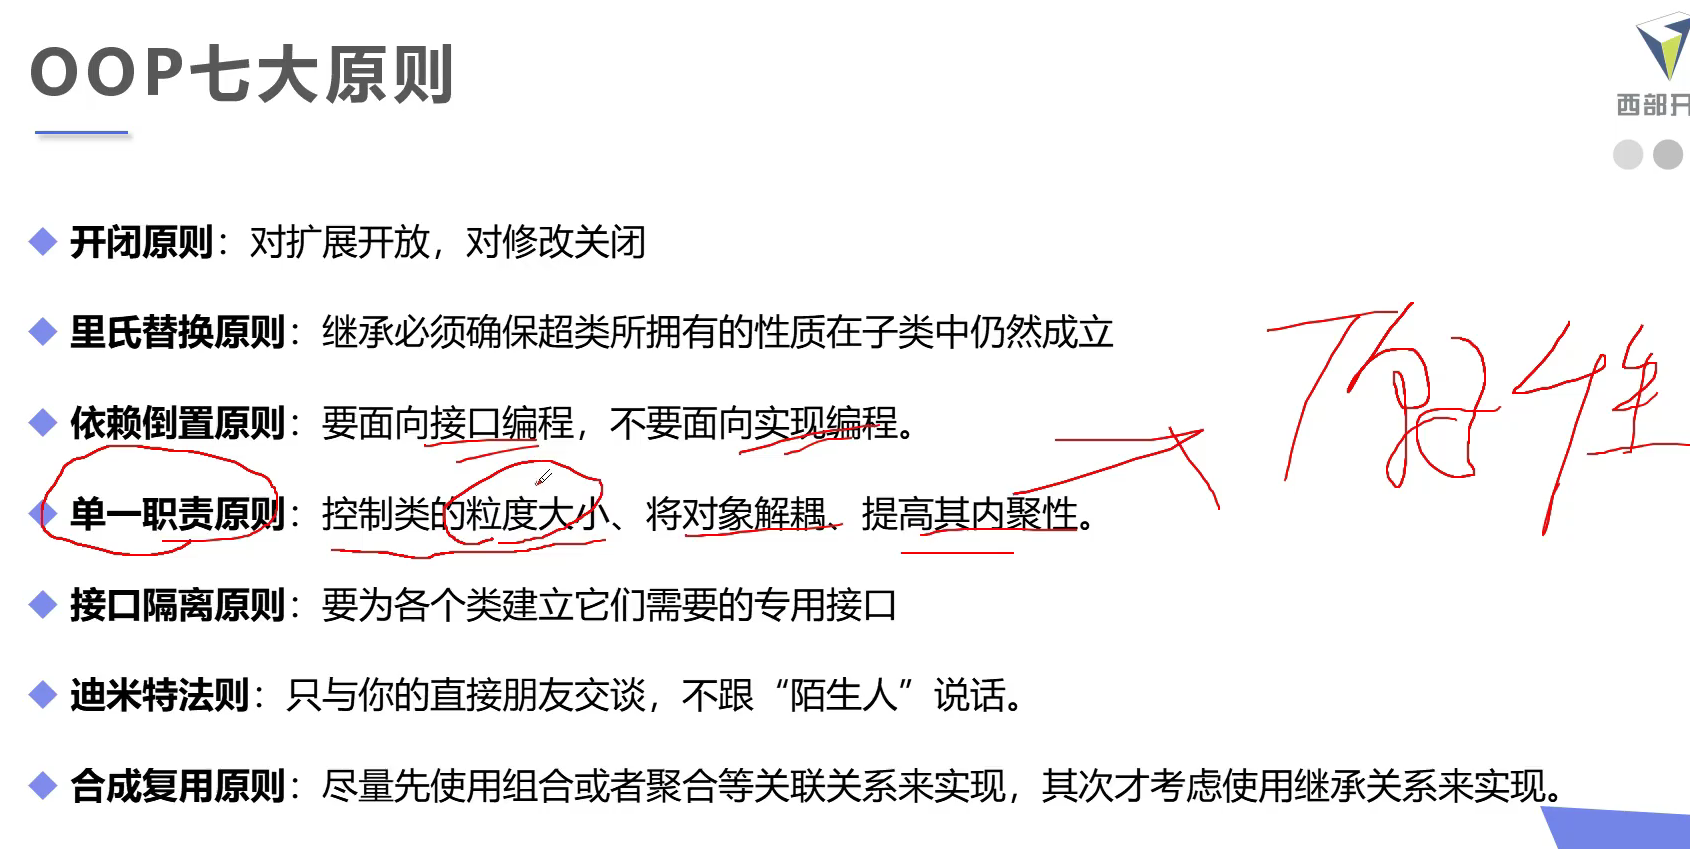 OOP七大原则
西部开
开闭原则：对扩展开放，对修改关闭
里氏替换原则：继承必须确保超类所拥有的性质在子类中仍然成立
依赖倒置原则：要面向接口编程，不要面向实现编程。
单一职责原则：控制类的粒度大小、将对象解耦、提高其内聚性。
接口隔离原则：要为各个类建立它们需要的专用接口
迪米特法则：只与你的直接朋友交谈，不跟“陌生人”说话。
合成复用原则：尽量先使用组合或者聚合等关联关系来实现，其次才考虑使用继承关系来实现。